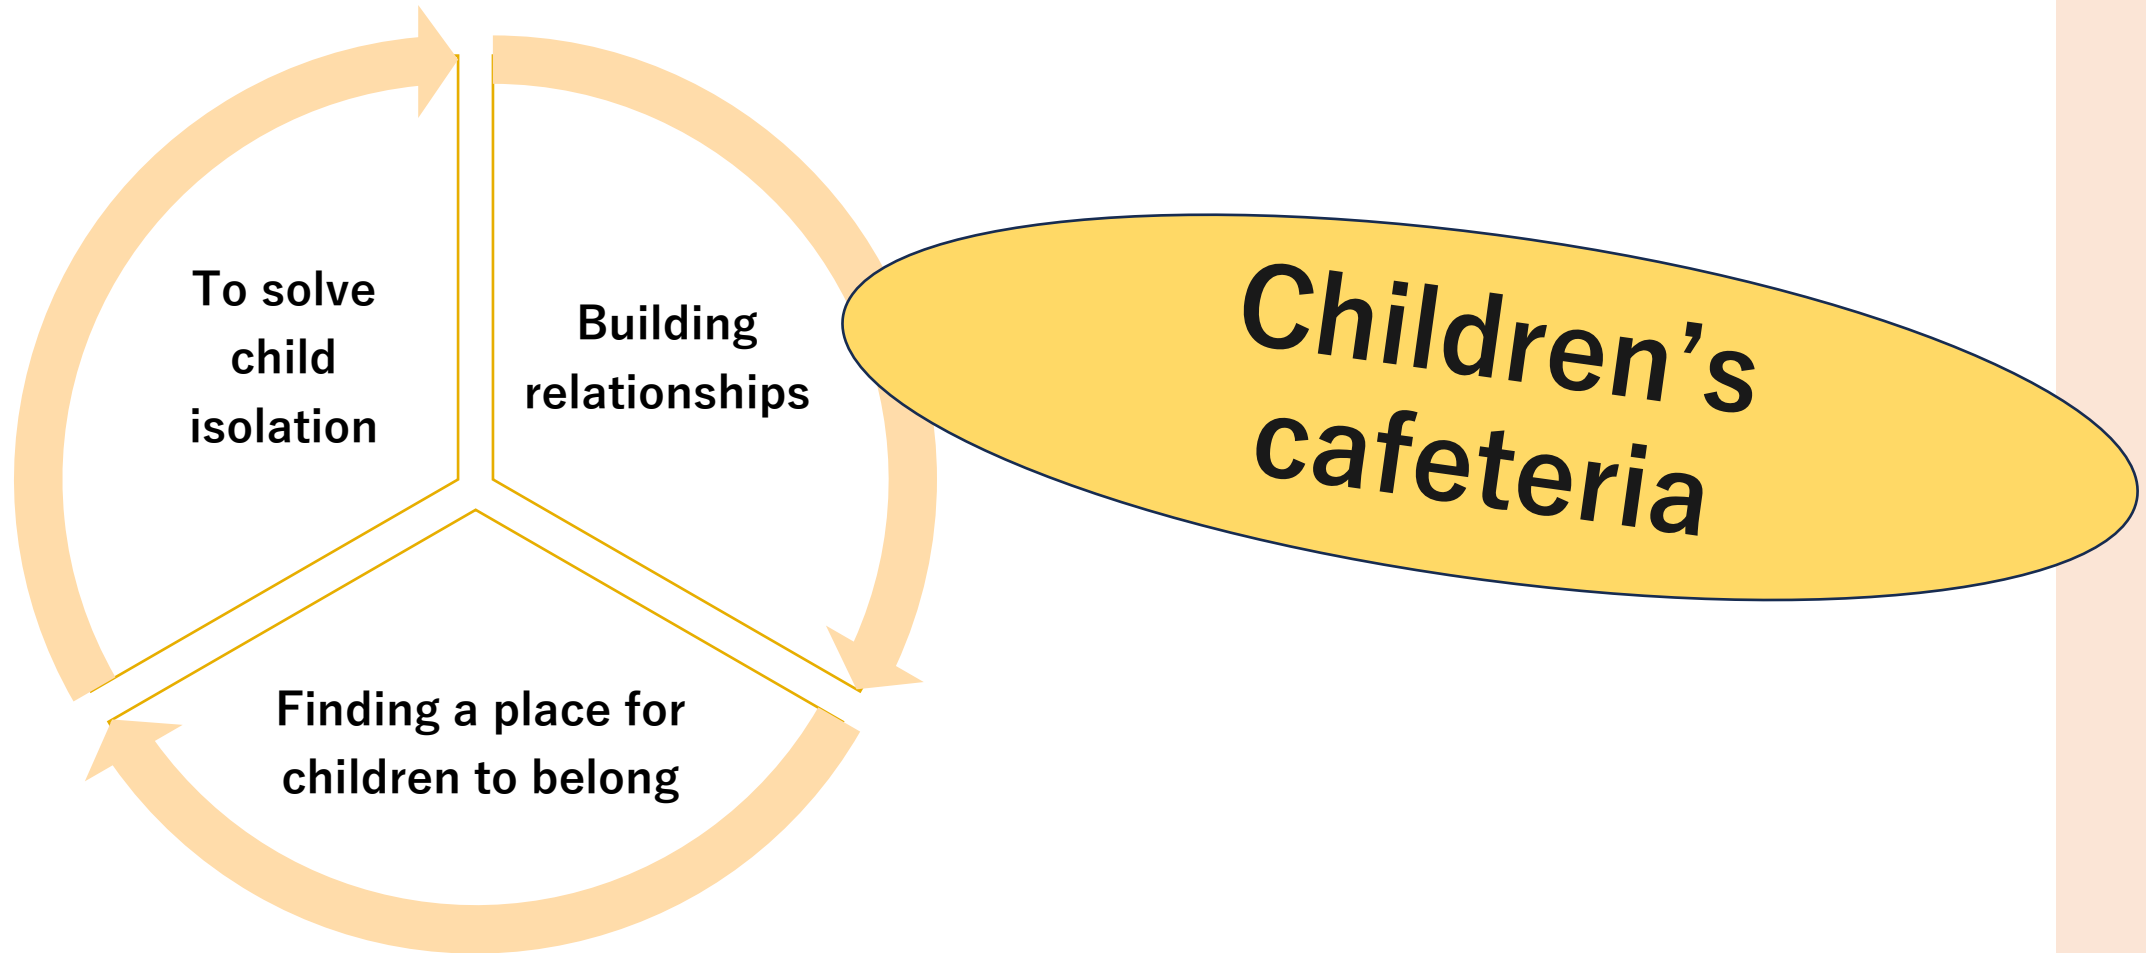 To solve
child
isolation
Building
relationships
Finding a place for
children to belong
Children’s
cafeteria